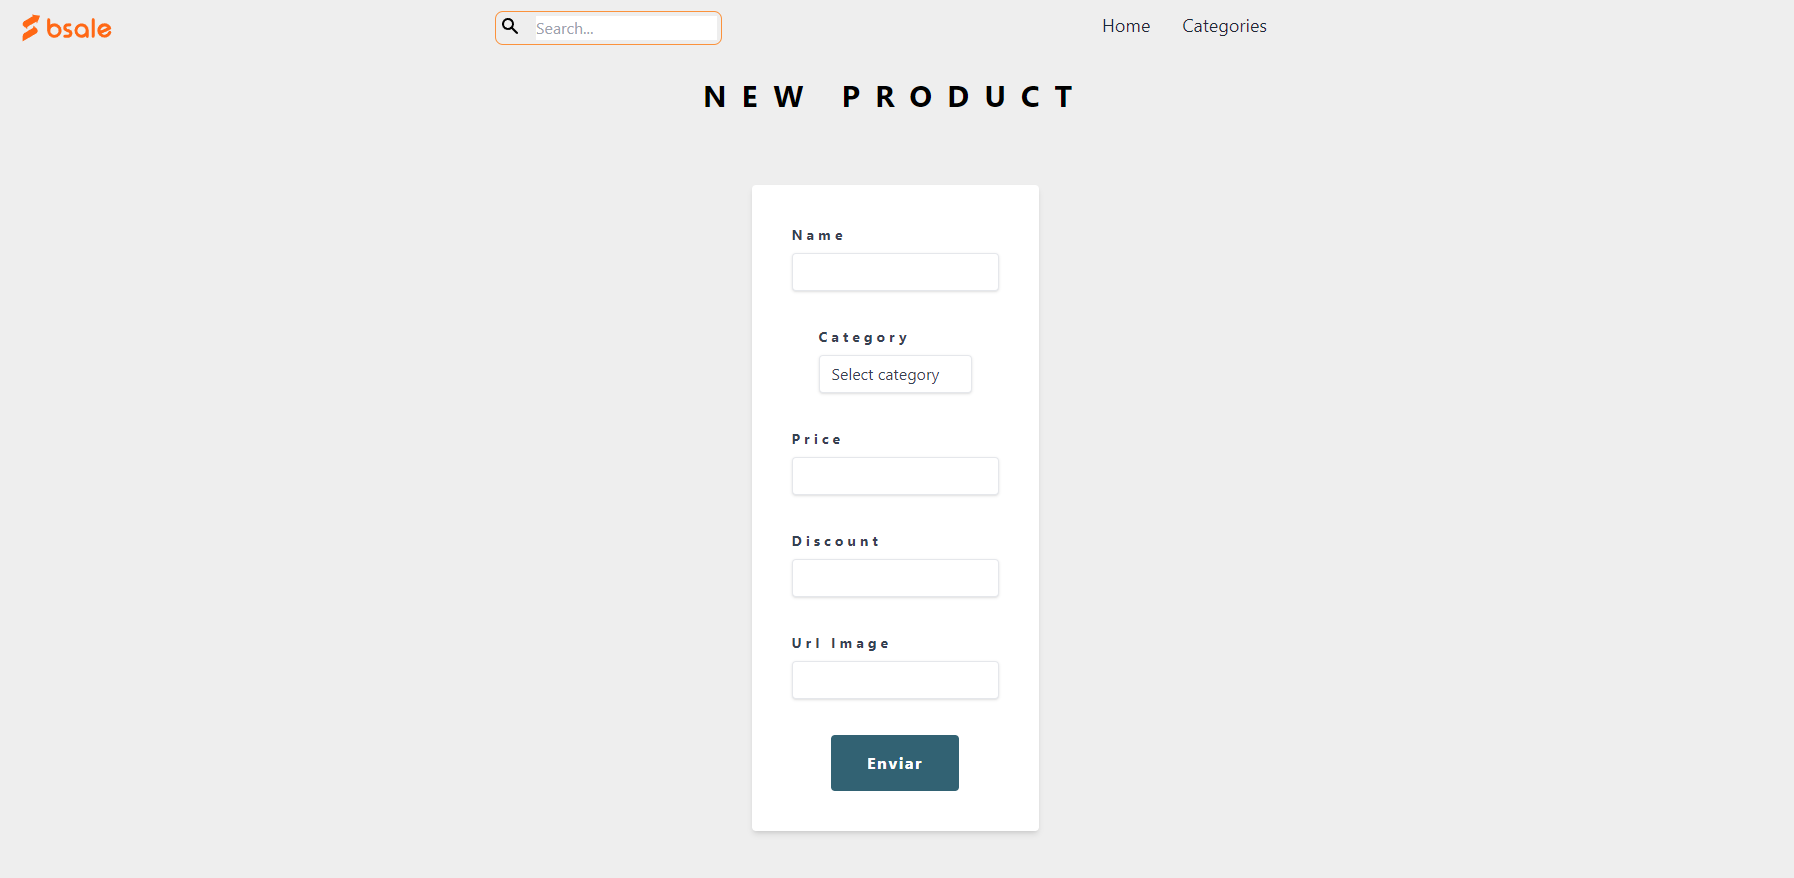 bsale
Search...
Home
Categories
NEW PRODUCT
Name
Category
Select category
Price
Discount
Url Image
Enviar